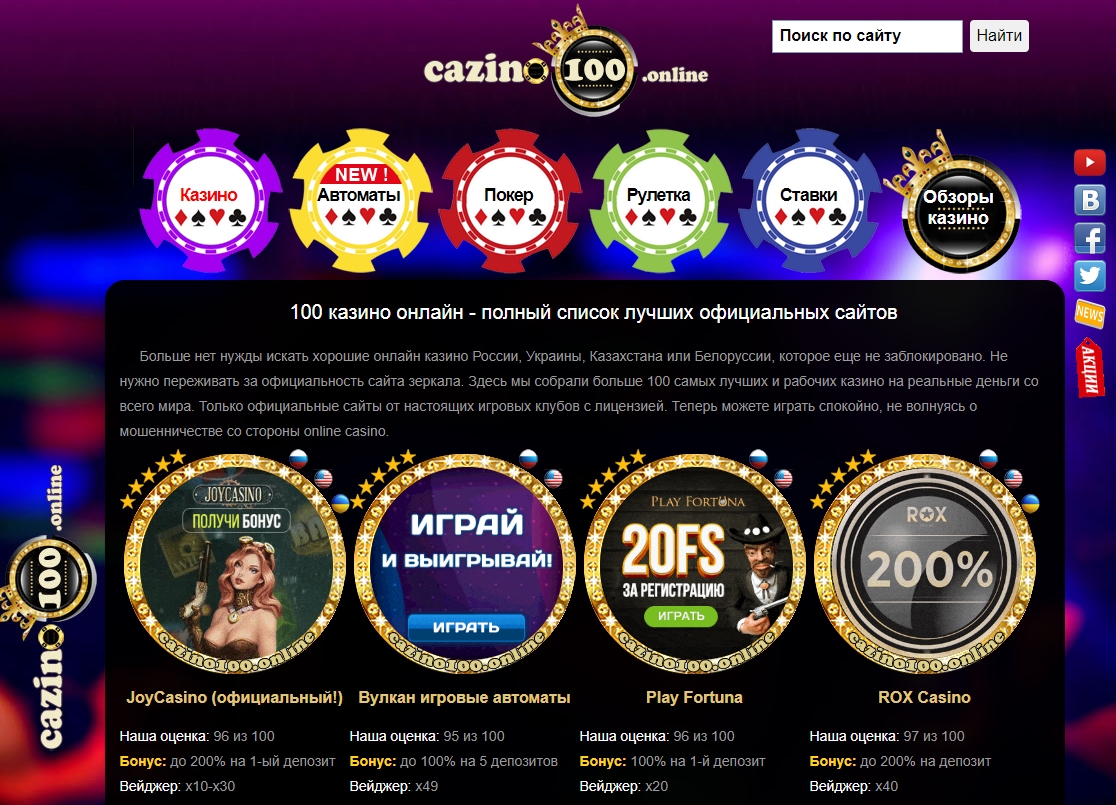 cazino 100 .online
Поиск по сайту
Найти
Казино
NEW !
Автоматы
Покер
Рулетка
Ставки
Обзоры
казино
NEWS
АКЦИИ
100 казино онлайн - полный список лучших официальных сайтов
Больше нет нужды искать хорошие онлайн казино России, Украины, Казахстана или Белоруссии, которое еще не заблокировано. Не
нужно переживать за официальность сайта зеркала. Здесь мы собрали больше 100 самых лучших и рабочих казино на реальные деньги со
всего мира. Только официальные сайты от настоящих игровых клубов с лицензией. Теперь можете играть спокойно, не волнуясь о
мошенничестве со стороны online casino.
cazino 100 .online
JOYCASINO
ПОЛУЧИ БОНУС
cazino100.online
JoyCasino (официальный!)
Наша оценка: 96 из 100
Бонус: до 200% на 1-ый депозит
Вейджер: x10-x30
ИГРАЙ
И ВЫИГРЫВАЙ!
ИГРАТЬ
cazino100.online
Вулкан игровые автоматы
Наша оценка: 95 из 100
Бонус: до 100% на 5 депозитов
Вейджер: x49
PLAY FORTUNA
20FS
ЗА РЕГИСТРАЦИЮ
ИГРАТЬ
cazino100.online
Play Fortuna
Наша оценка: 96 из 100
Бонус: 100% на 1-й депозит
Вейджер: x20
ROX
200%
cazino100.online
ROX Casino
Наша оценка: 97 из 100
Бонус: до 200% на депозит
Вейджер: x40